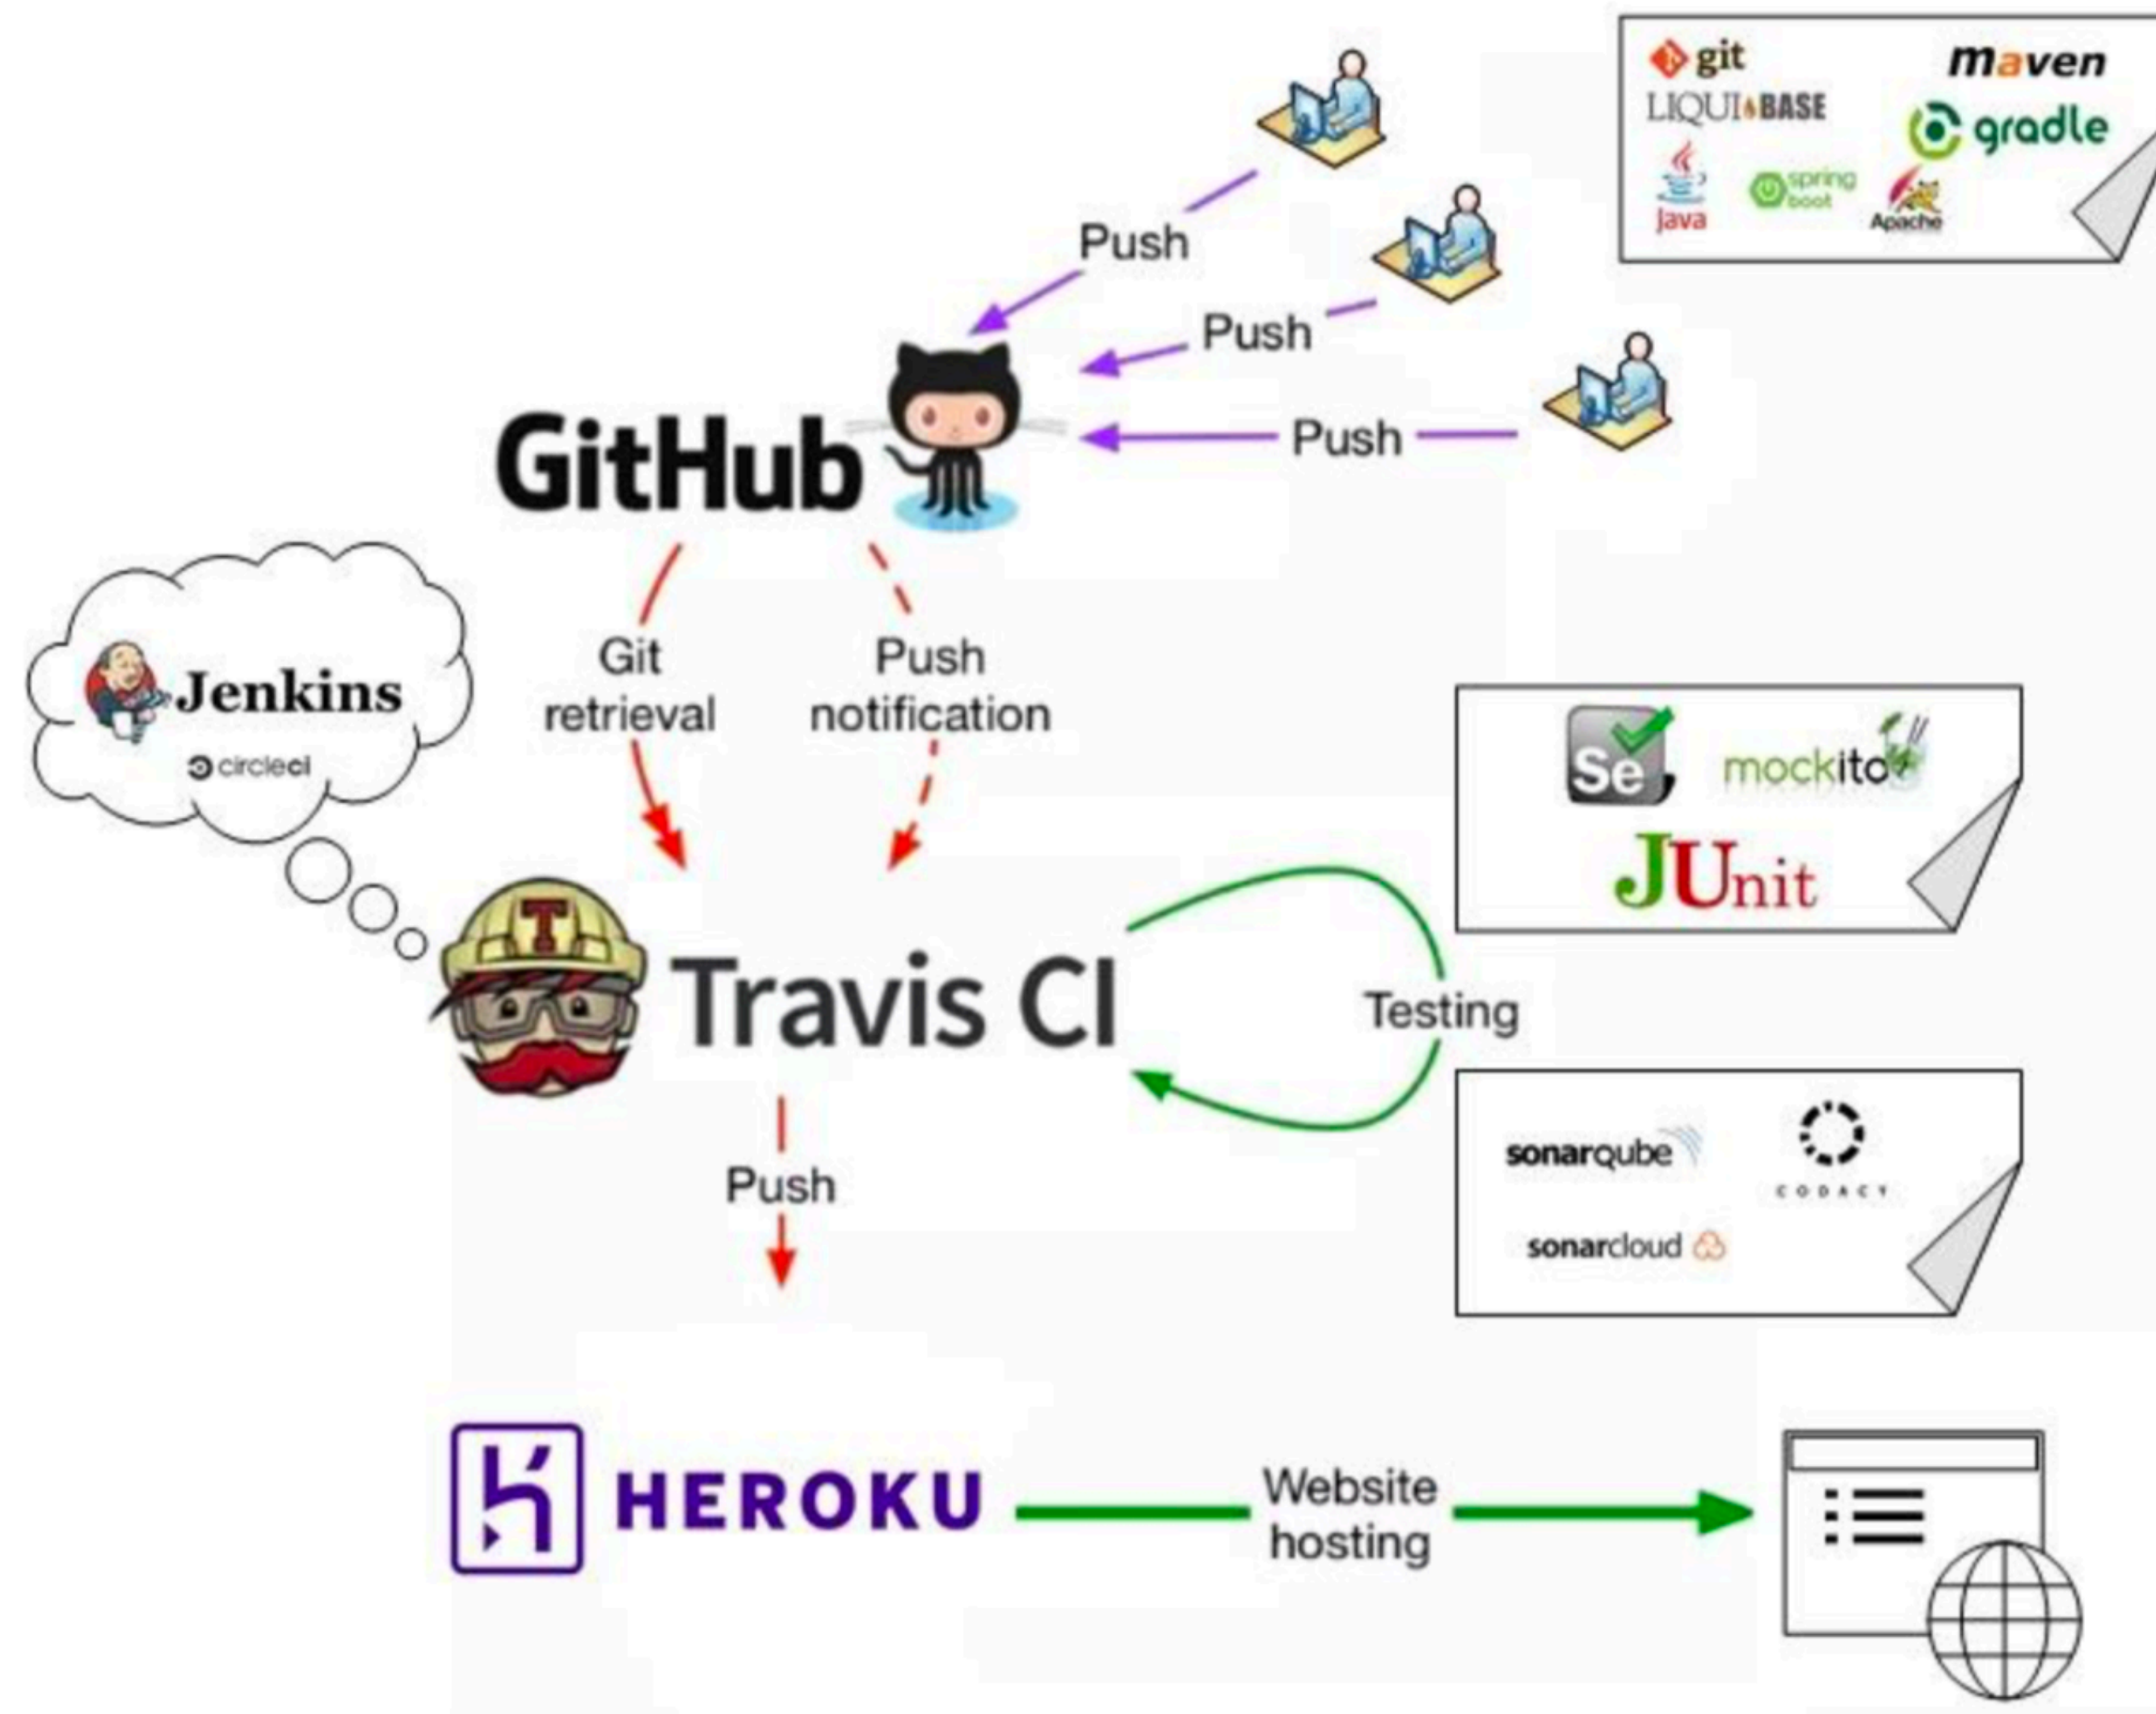 git
maven
LIQUIBASE
gradle
Java
spring
boot
Apache
Push
Push
Push
GitHub
Git
retrieval
Push
notification
Jenkins
circleci
Se
mockito
JUnit
T
Travis CI
Testing
sonarqube
CODACY
sonarcloud
Push
HEROKU
Website
hosting